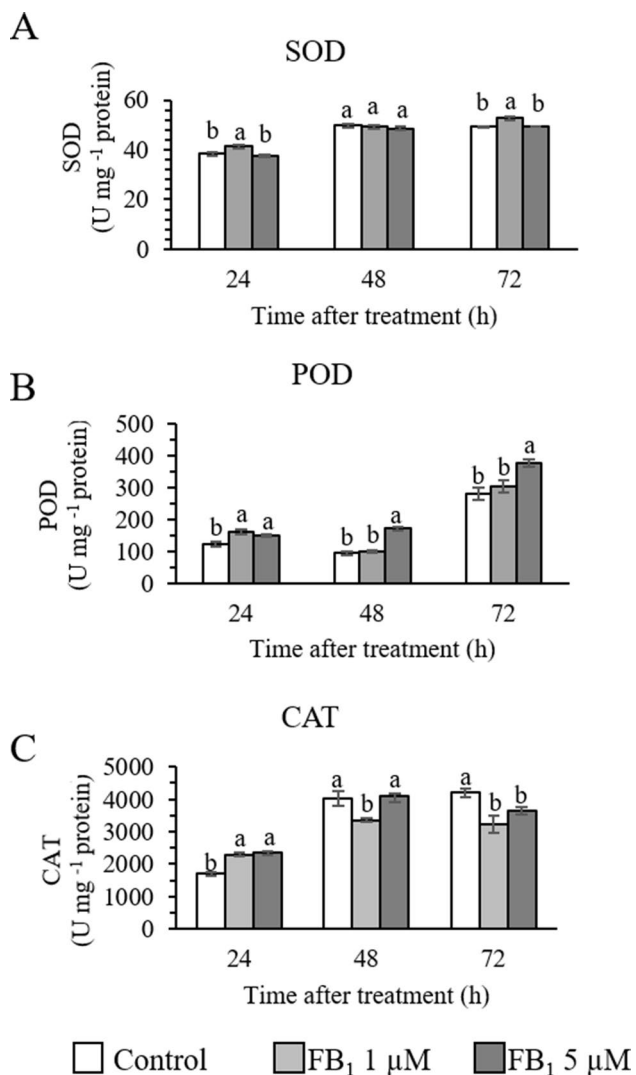 A
SOD
SOD
(U mg ⁻¹ protein)
60
40
20
0
b a b
a a a
b a b
24 48 72
Time after treatment (h)
B
POD
POD
(U mg ⁻¹ protein)
500
400
300
200
100
0
b a a
b b a
b b a
24 48 72
Time after treatment (h)
C
CAT
CAT
(U mg ⁻¹ protein)
5000
4000
3000
2000
1000
0
b a a
a b a
a b b
24 48 72
Time after treatment (h)
Control FB₁ 1 µM FB₁ 5 µM